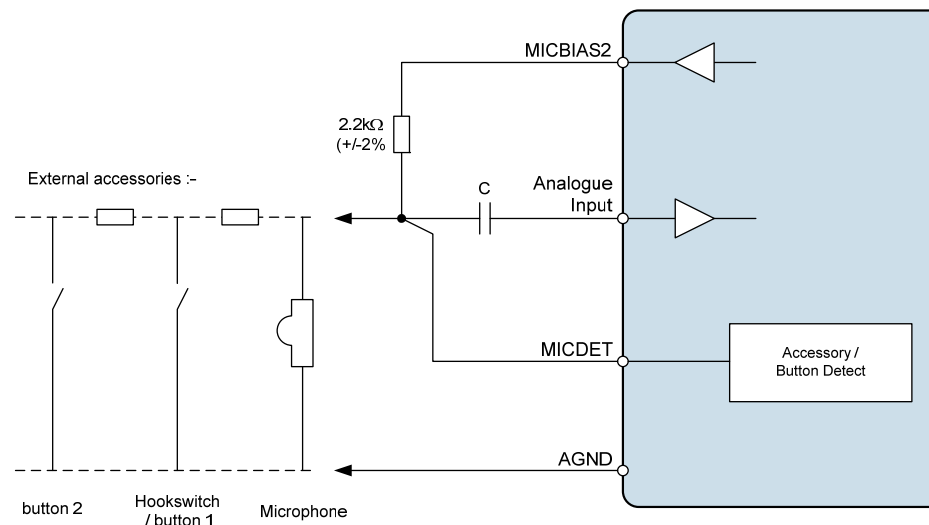 MICBIAS2
2.2kΩ
(+/-2%
External accessories :-
C
Analogue
Input
MICDET
Accessory /
Button Detect
AGND
button 2
Hookswitch
/ button 1
Microphone